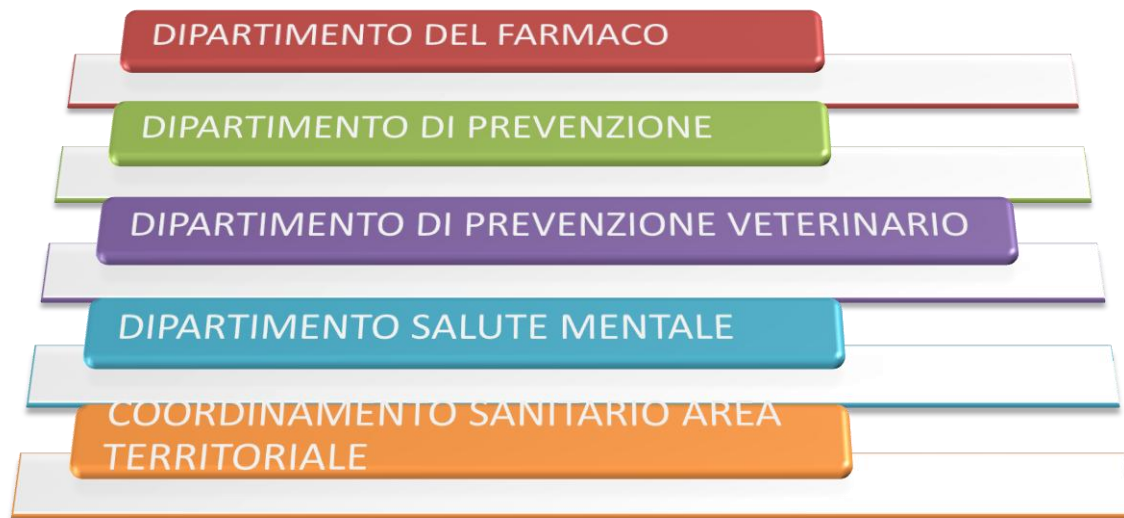 DIPARTIMENTO DEL FARMACO
DIPARTIMENTO DI PREVENZIONE
DIPARTIMENTO DI PREVENZIONE VETERINARIO
DIPARTIMENTO SALUTE MENTALE
COORDINAMENTO SANITARIO AREA
TERRITORIALE